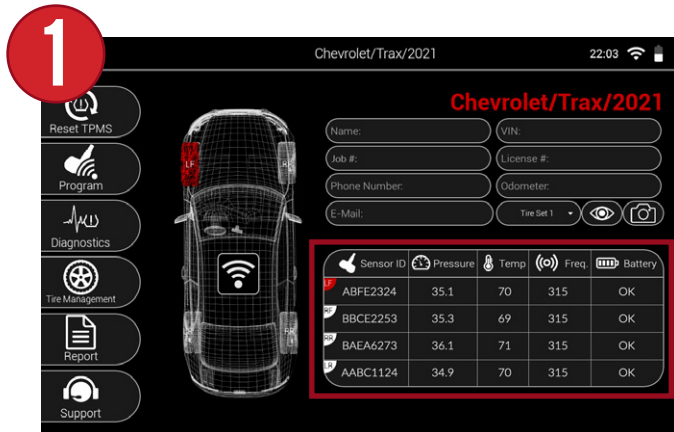 1
Chevrolet/Trax/2021
22:03
Reset TPMS
Program
Diagnostics
Tire Management
Report
Support
LF
RF
LR
RR
Chevrolet/Trax/2021
Name:
VIN:
Job #:
License #:
Phone Number:
Odometer:
E-Mail:
Tire Set 1
Sensor ID Pressure Temp Freq. Battery
LF ABFE2324 35.1 70 315 OK
RF BBCE2253 35.3 69 315 OK
RR BAEA6273 36.1 71 315 OK
LR AABC1124 34.9 70 315 OK